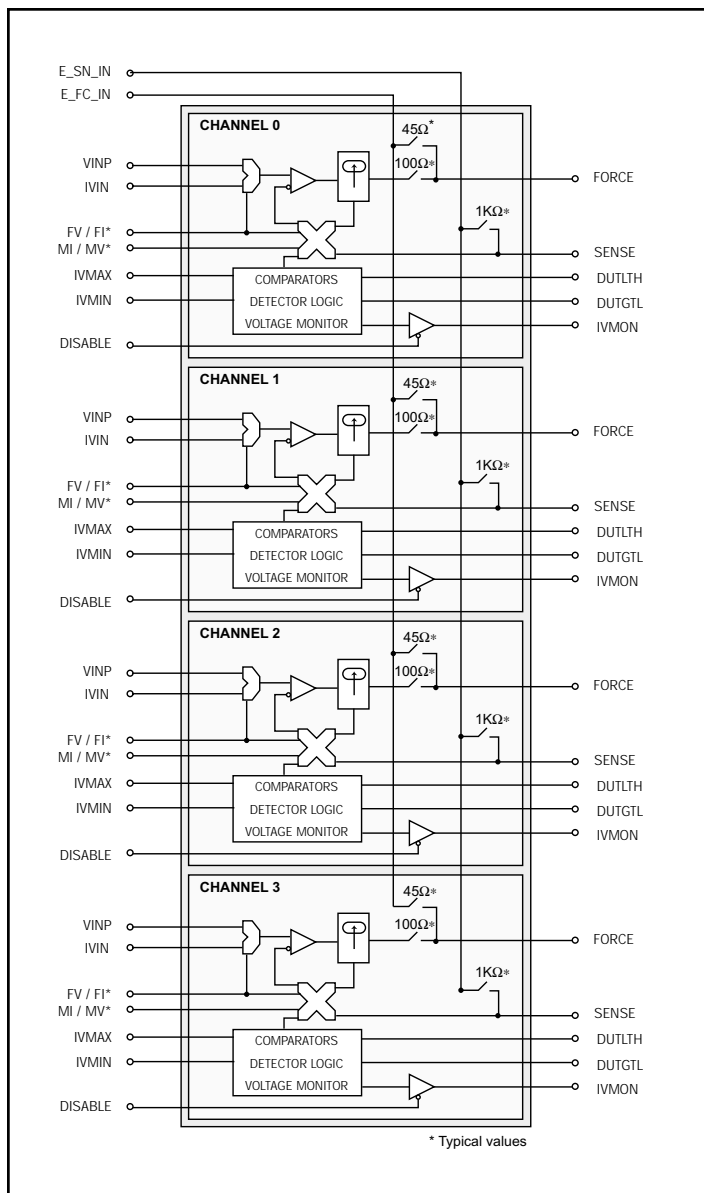 E_SN_IN
E_FC_IN
CHANNEL 0
45Ω*
VINP
100Ω*
FORCE
IVIN
1KΩ*
FV / FI*
MI / MV*
SENSE
IVMAX
COMPARATORS
DUTLTH
IVMIN
DETECTOR LOGIC
DUTGTL
VOLTAGE MONITOR
IVMON
DISABLE
CHANNEL 1
45Ω*
VINP
100Ω*
FORCE
IVIN
1KΩ*
FV / FI*
MI / MV*
SENSE
IVMAX
COMPARATORS
DUTLTH
IVMIN
DETECTOR LOGIC
DUTGTL
VOLTAGE MONITOR
IVMON
DISABLE
CHANNEL 2
45Ω*
VINP
100Ω*
FORCE
IVIN
1KΩ*
FV / FI*
MI / MV*
SENSE
IVMAX
COMPARATORS
DUTLTH
IVMIN
DETECTOR LOGIC
DUTGTL
VOLTAGE MONITOR
IVMON
DISABLE
CHANNEL 3
45Ω*
VINP
100Ω*
FORCE
IVIN
1KΩ*
FV / FI*
MI / MV*
SENSE
IVMAX
COMPARATORS
DUTLTH
IVMIN
DETECTOR LOGIC
DUTGTL
VOLTAGE MONITOR
IVMON
DISABLE
* Typical values